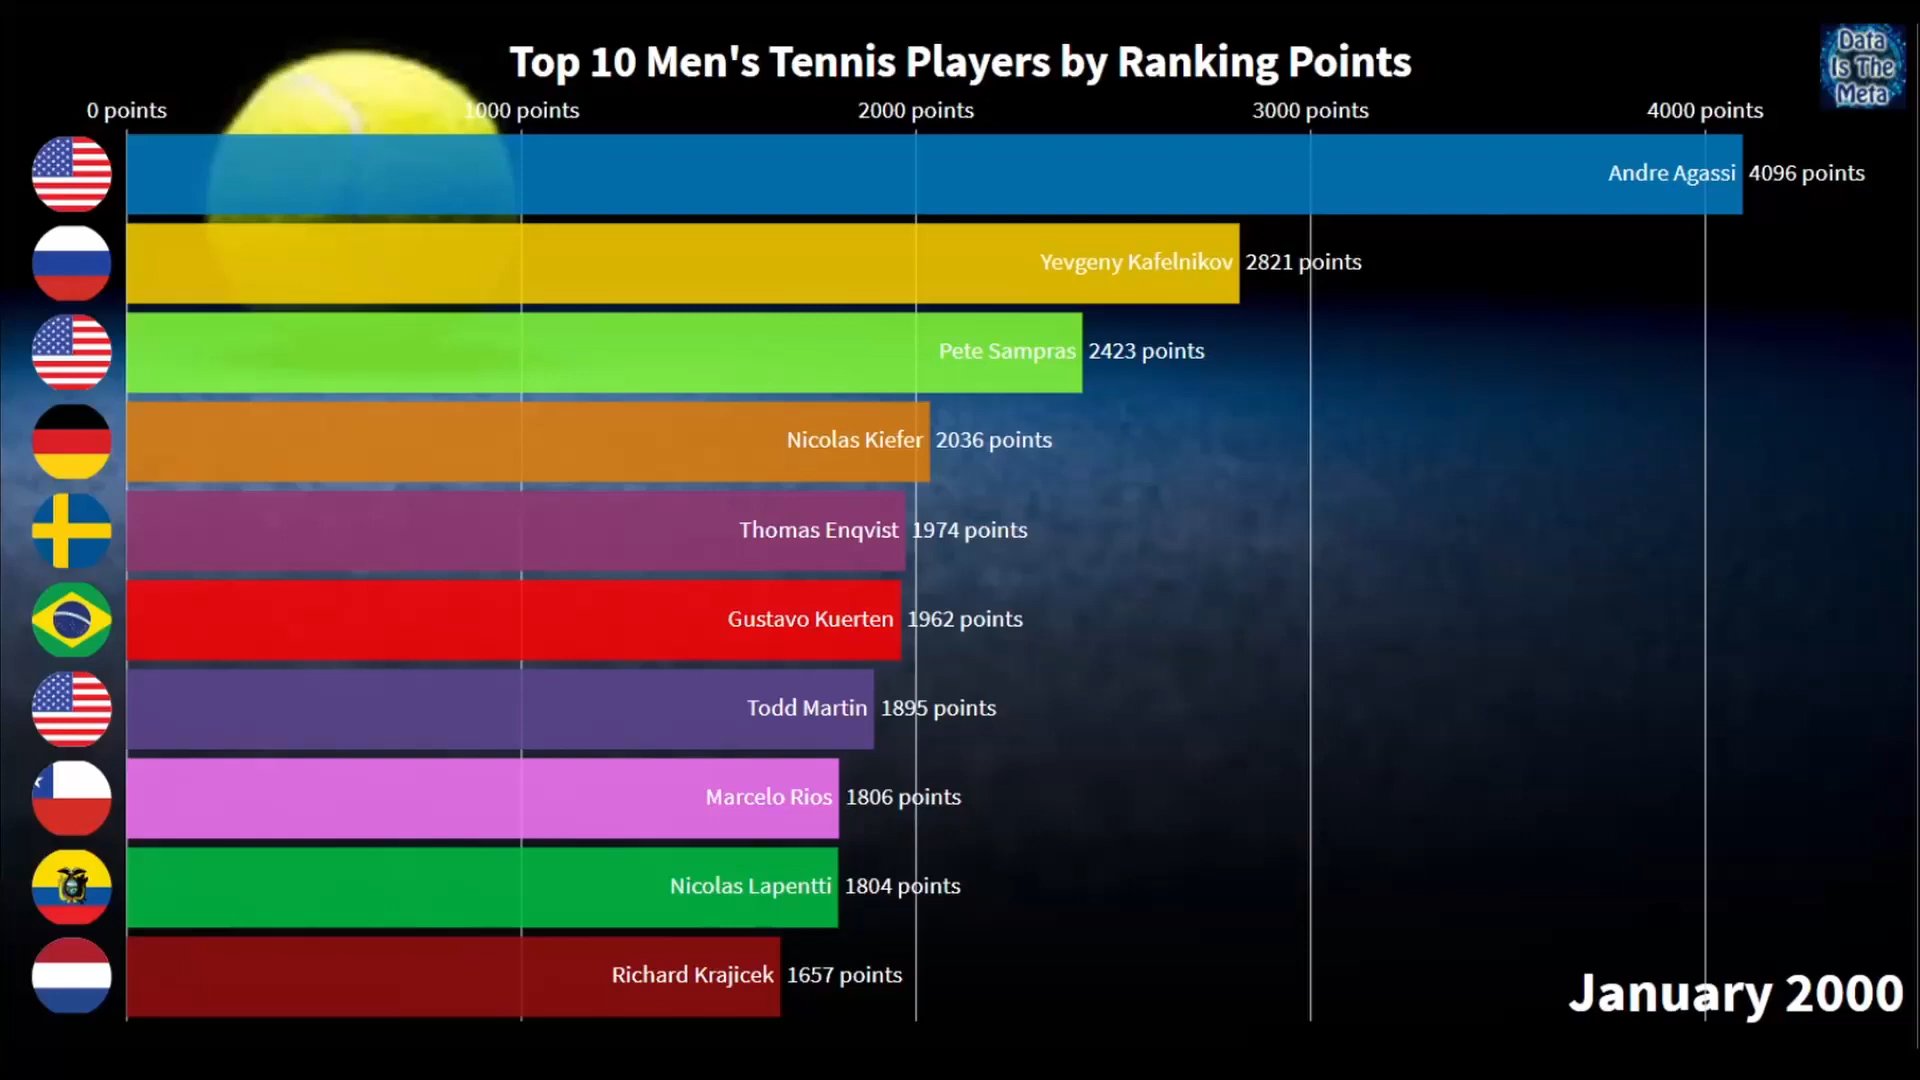 Top 10 Men's Tennis Players by Ranking Points
Data
Is The
Meta
0 points 1000 points 2000 points 3000 points 4000 points
Andre Agassi 4096 points
Yevgeny Kafelnikov 2821 points
Pete Sampras 2423 points
Nicolas Kiefer 2036 points
Thomas Enqvist 1974 points
Gustavo Kuerten 1962 points
Todd Martin 1895 points
Marcelo Rios 1806 points
Nicolas Lapentti 1804 points
Richard Krajicek 1657 points
January 2000